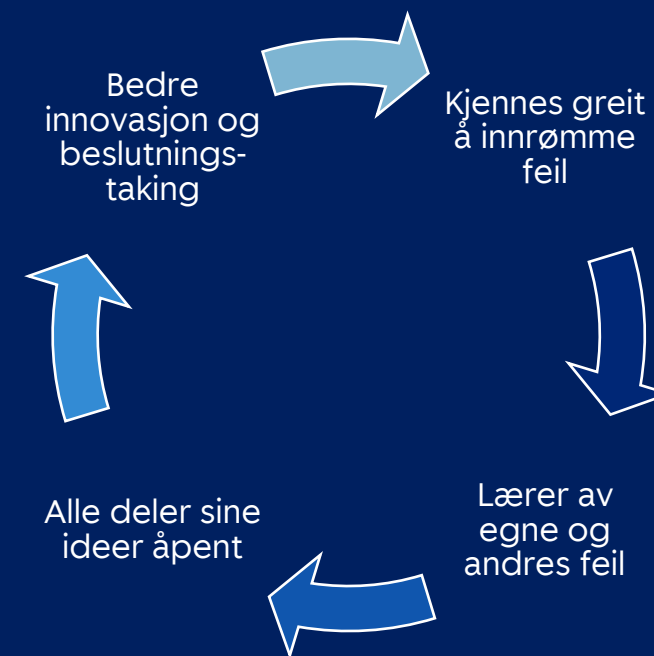 Bedre
innovasjon og
beslutnings-
taking
Kjennes greit
å innrømme
feil
Lærer av
egne og
andres feil
Alle deler sine
ideer åpent